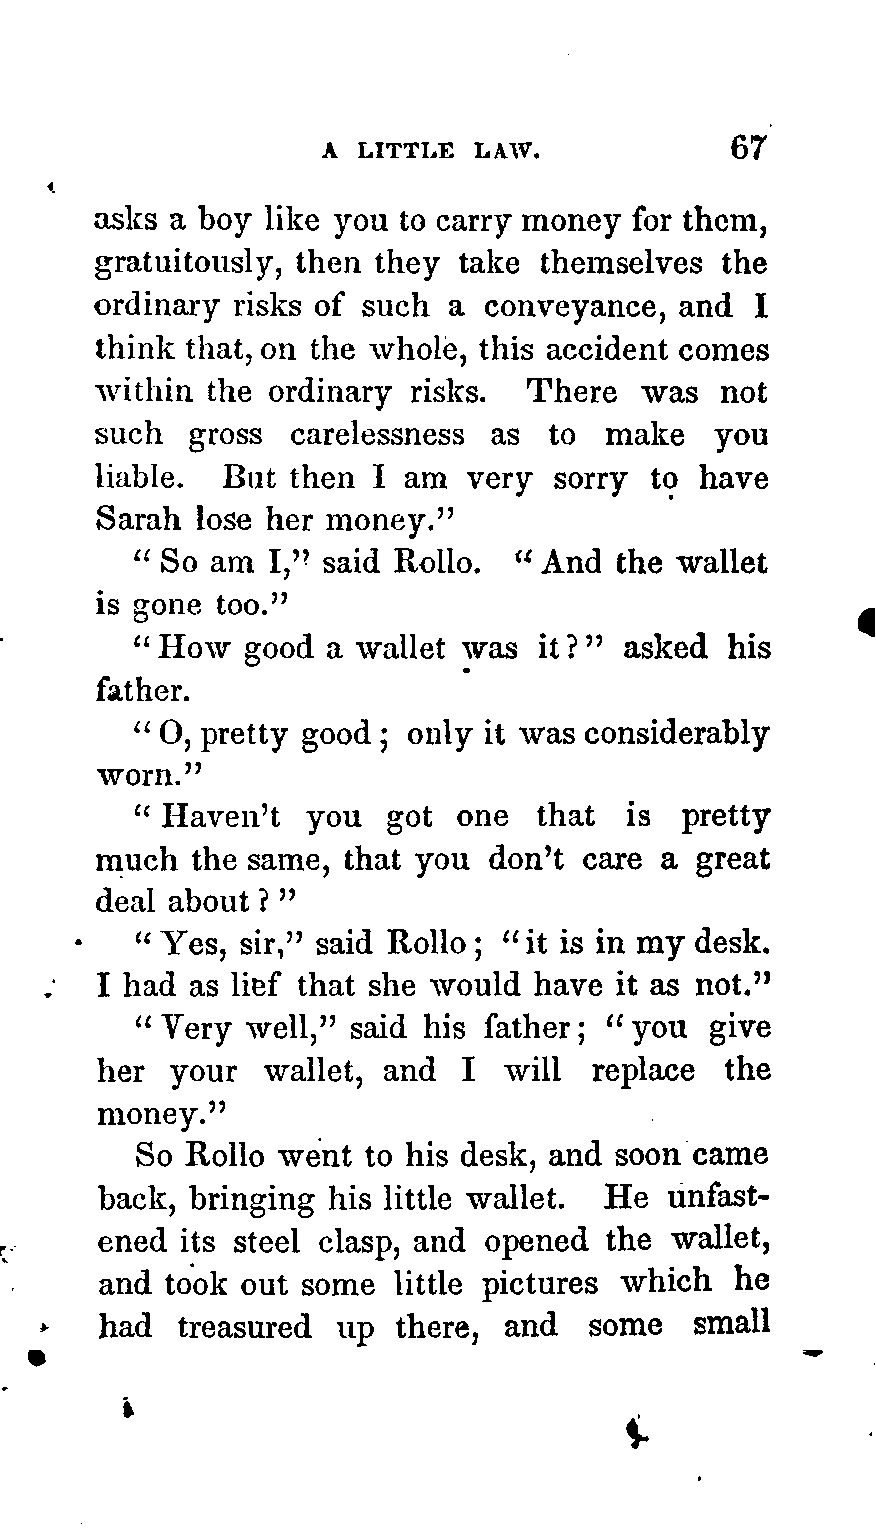 A LITTLE LAW. 67
asks a boy like you to carry money for them,
gratuitously, then they take themselves the
ordinary risks of such a conveyance, and I
think that, on the whole, this accident comes
within the ordinary risks. There was not
such gross carelessness as to make you
liable. But then I am very sorry to have
Sarah lose her money."
"So am I," said Rollo. "And the wallet
is gone too."
"How good a wallet was it?" asked his
father.
"O, pretty good; only it was considerably
worn."
"Haven't you got one that is pretty
much the same, that you don't care a great
deal about?"
"Yes, sir," said Rollo; "it is in my desk.
I had as lief that she would have it as not."
"Very well," said his father; "you give
her your wallet, and I will replace the
money."
So Rollo went to his desk, and soon came
back, bringing his little wallet. He unfast-
ened its steel clasp, and opened the wallet,
and took out some little pictures which he
had treasured up there, and some small